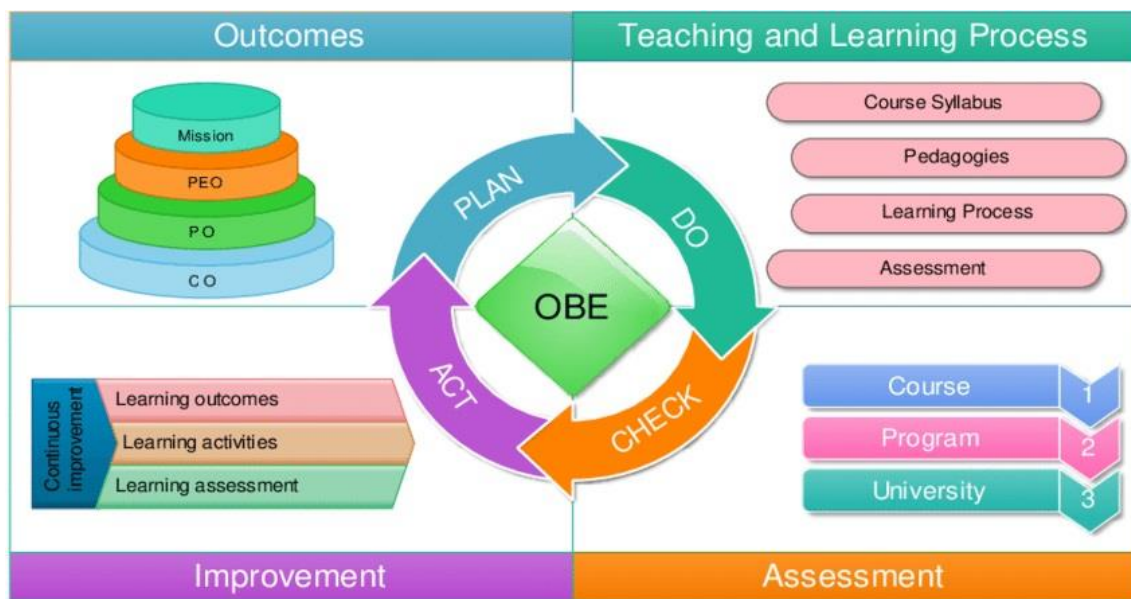 Outcomes
Teaching and Learning Process
Mission
PEO
PO
CO
Course Syllabus
Pedagogies
Learning Process
Assessment
PLAN
DO
CHECK
ACT
OBE
Continuous
improvement
Learning outcomes
Learning activities
Learning assessment
Course 1
Program 2
University 3
Improvement
Assessment